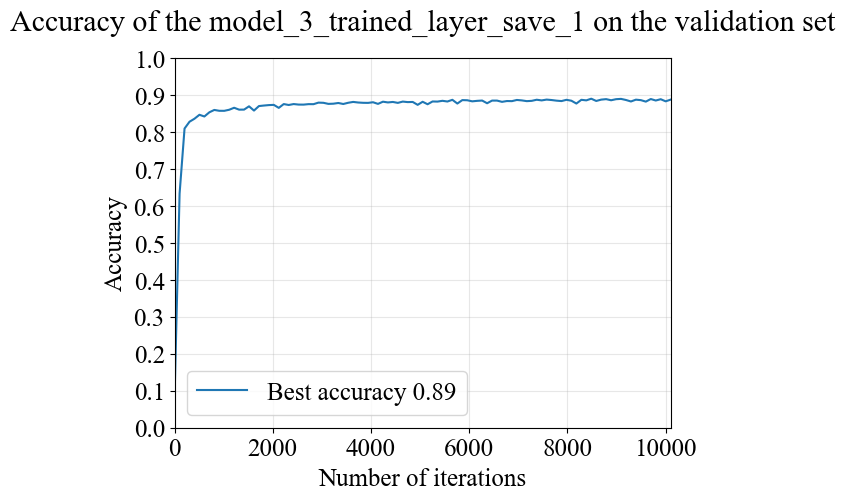 Accuracy of the model_3_trained_layer_save_1 on the validation set
1.0
0.9
0.8
0.7
0.6
0.5
0.4
0.3
0.2
0.1
0.0
Accuracy
Best accuracy 0.89
0 2000 4000 6000 8000 10000
Number of iterations